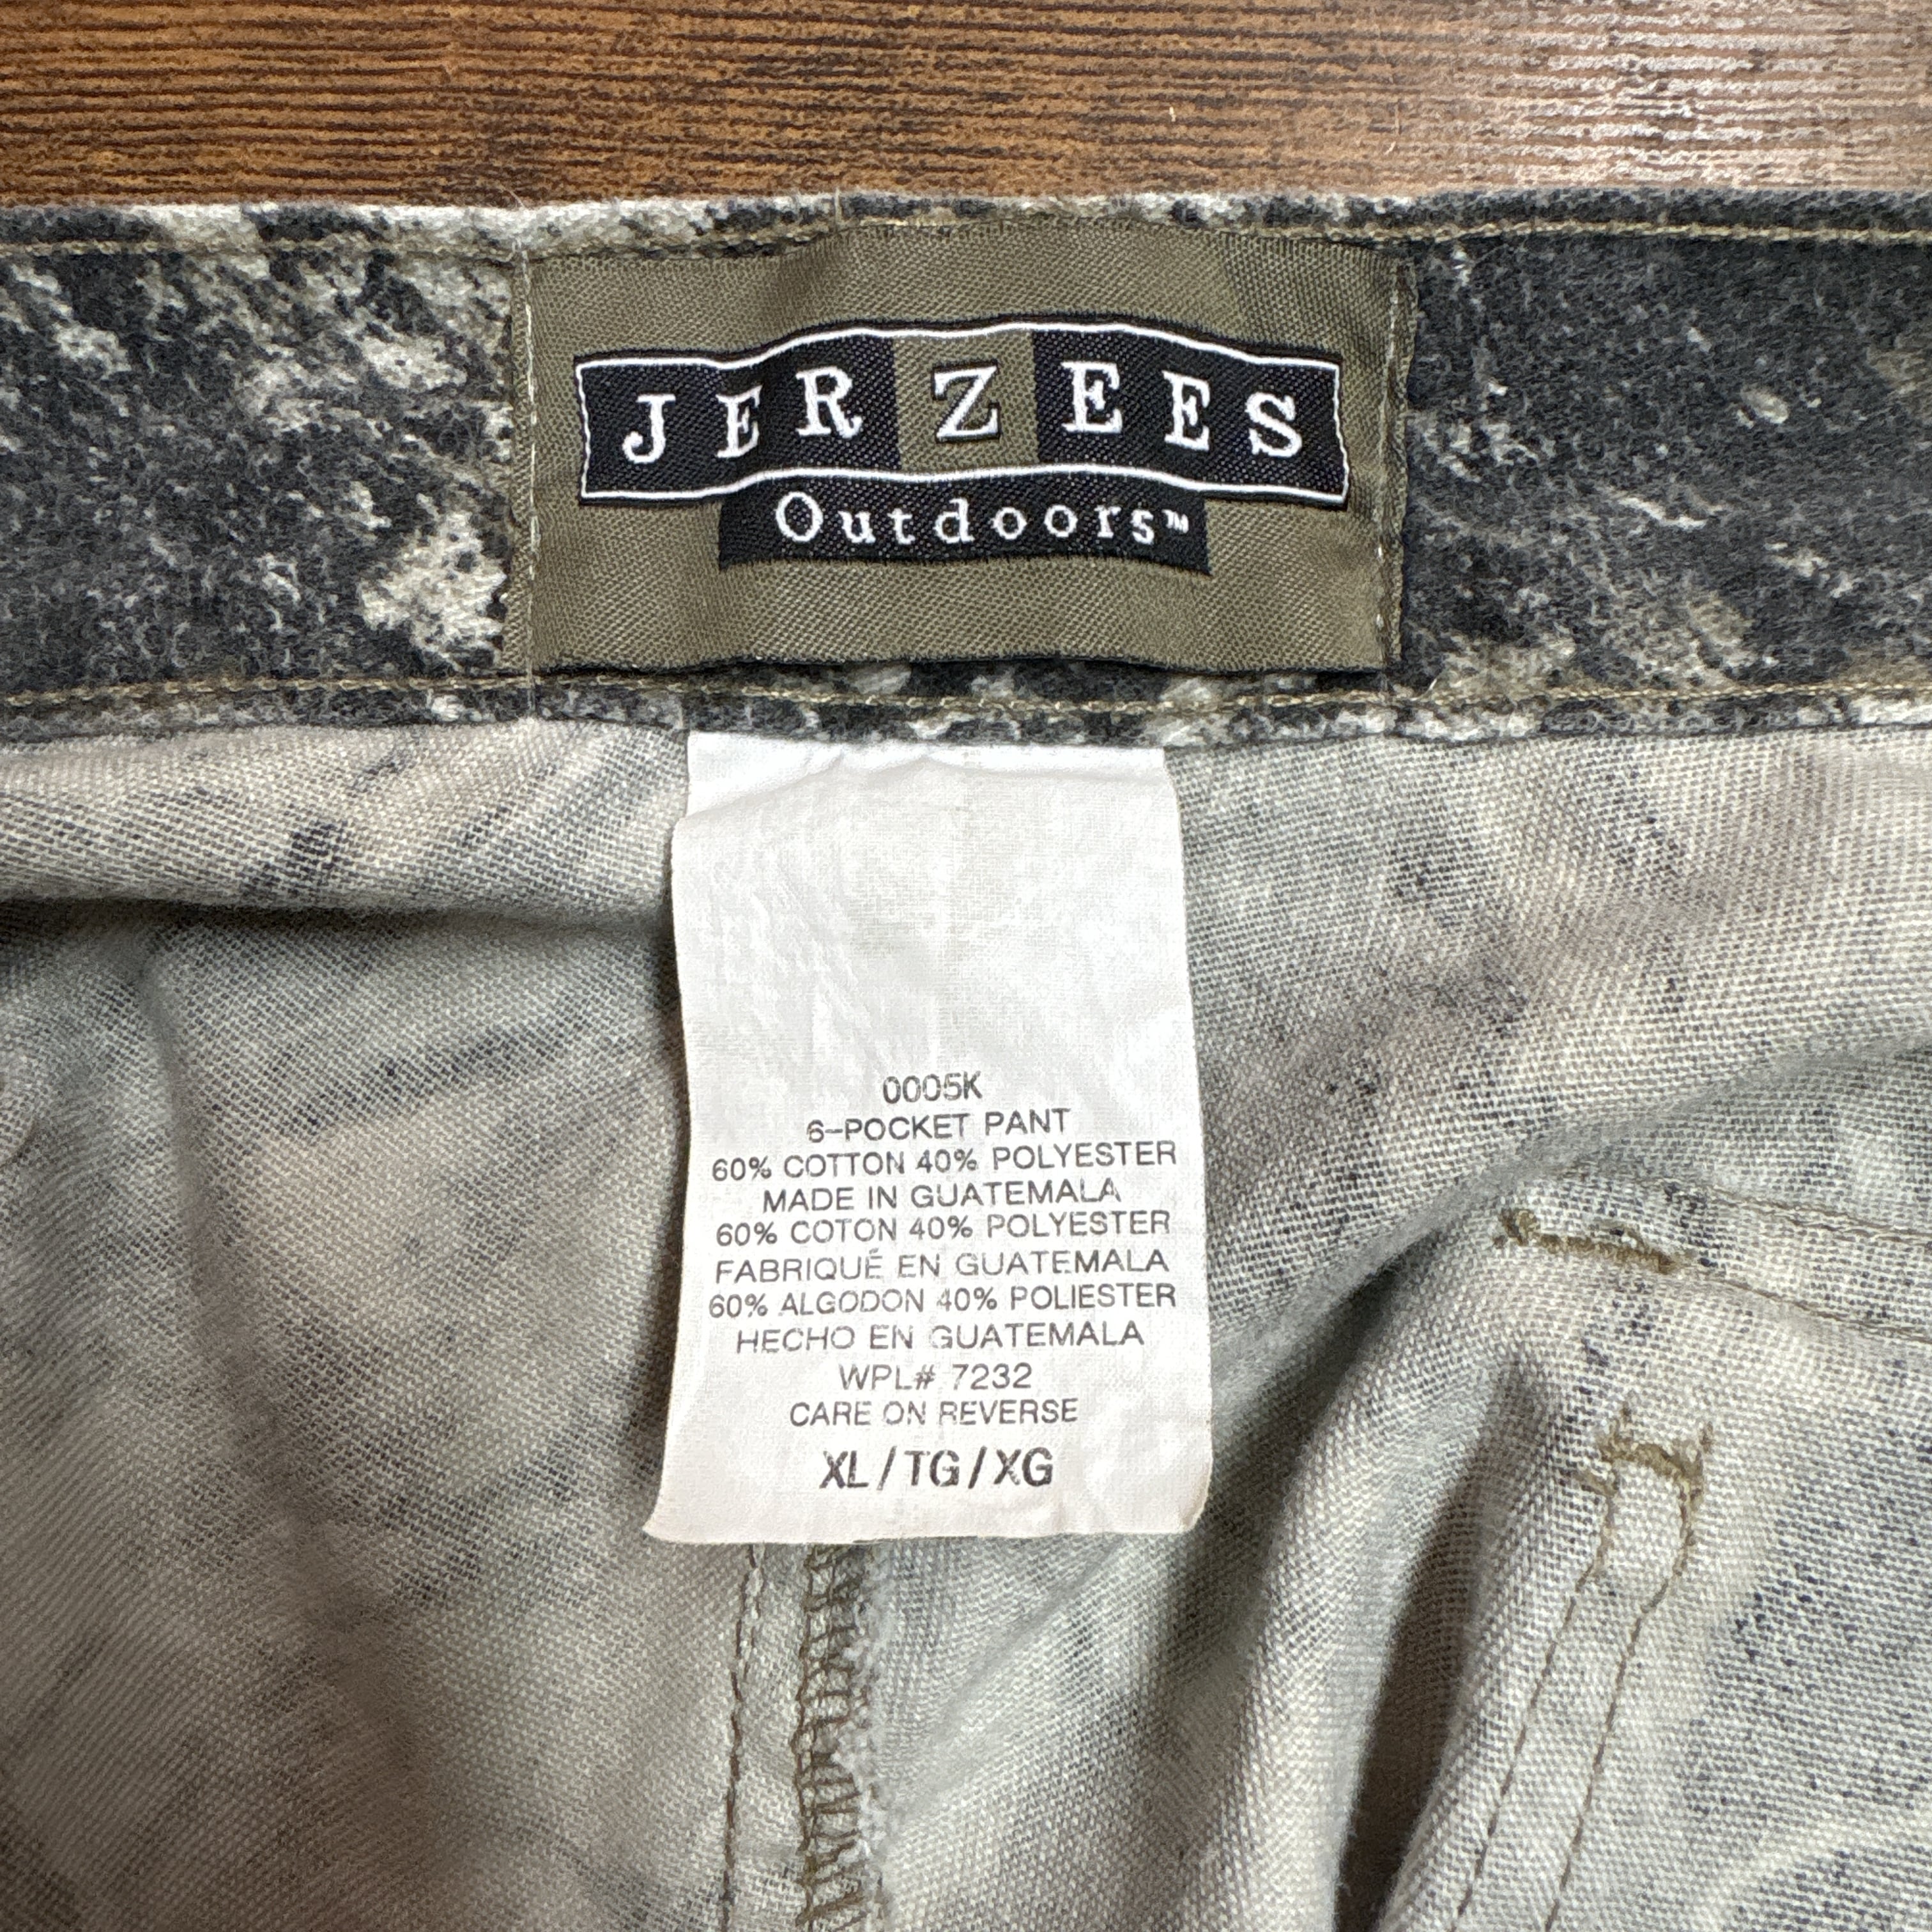 JERZEES
Outdoors™
0005K
6-POCKET PANT
60% COTTON 40% POLYESTER
MADE IN GUATEMALA
60% COTON 40% POLYESTER
FABRIQUÉ EN GUATEMALA
60% ALGODON 40% POLIESTER
HECHO EN GUATEMALA
WPL# 7232
CARE ON REVERSE
XL/TG/XG